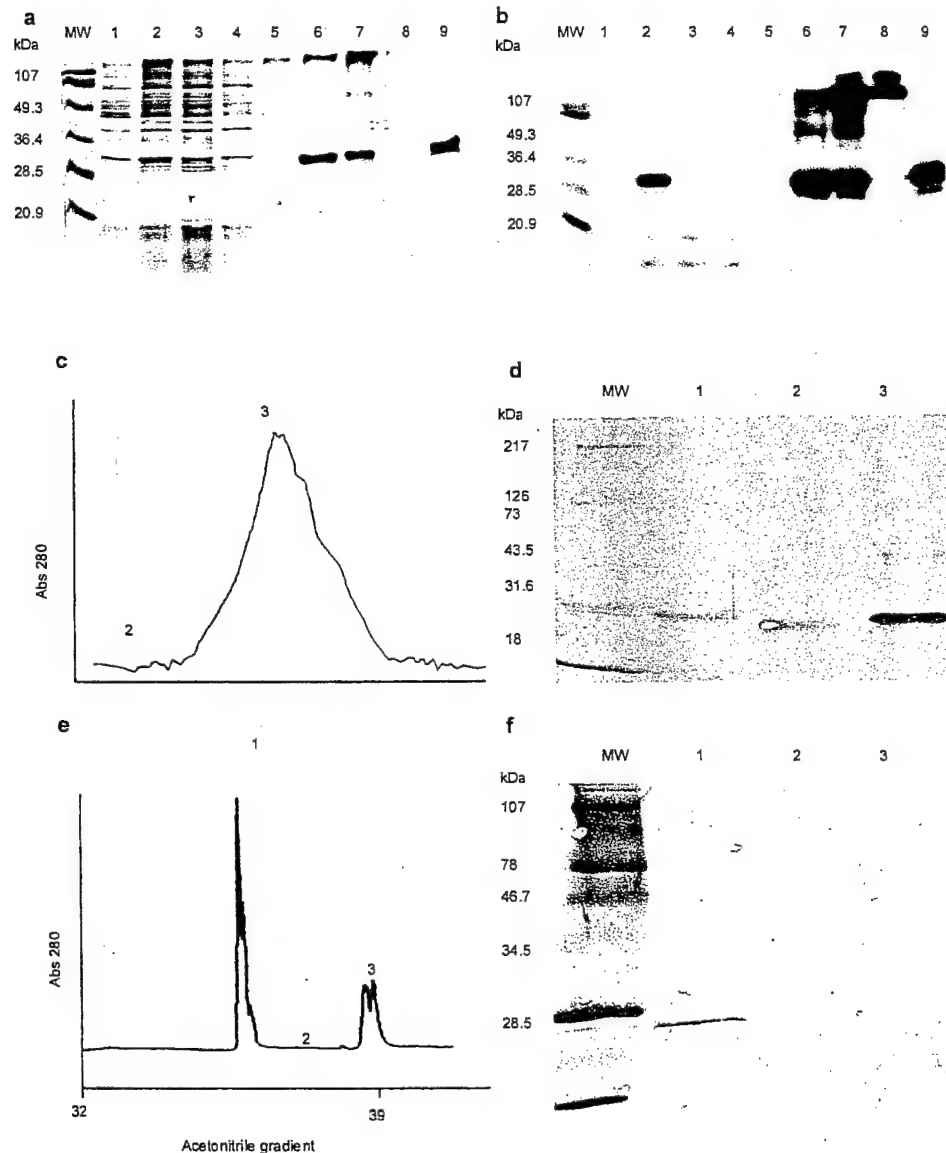 a
MW 1 2 3 4 5 6 7 8 9
kDa
107
49.3
36.4
28.5
20.9
r
b
MW 1 2 3 4 5 6 7 8 9
kDa
107
49.3
36.4
28.5
20.9
c
3
2
Abs 280
d
MW 1 2 3
kDa
217
125
73
43.5
31.6
18
e
1
3
2
Abs 280
32 39
Acetonitrile gradient
f
MW 1 2 3
kDa
107
78
46.7
34.5
28.5